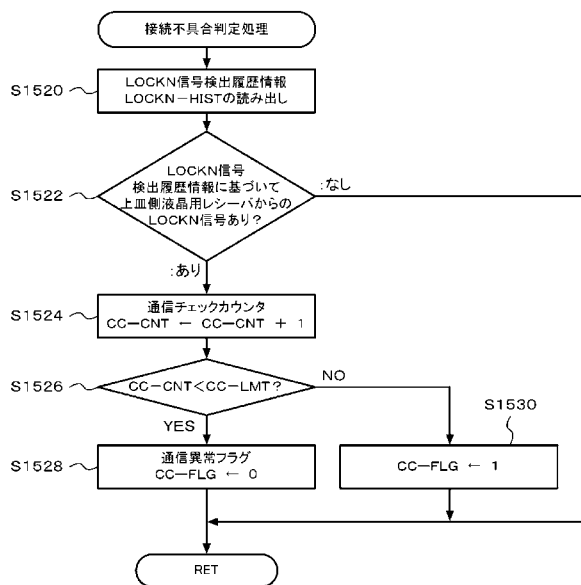 接続不具合判定処理
S1520
LOCKN信号検出履歴情報
LOCKN－HISTの読み出し
S1522
LOCKN信号
検出履歴情報に基づいて
上皿側液晶用レシーバからの
LOCKN信号あり？
:なし
:あり
S1524
通信チェックカウンタ
CC－CNT ← CC－CNT ＋ 1
S1526
CC－CNT＜CC－LMT？
NO
YES
S1530
S1528
通信異常フラグ
CC－FLG ← 0
CC－FLG ← 1
RET